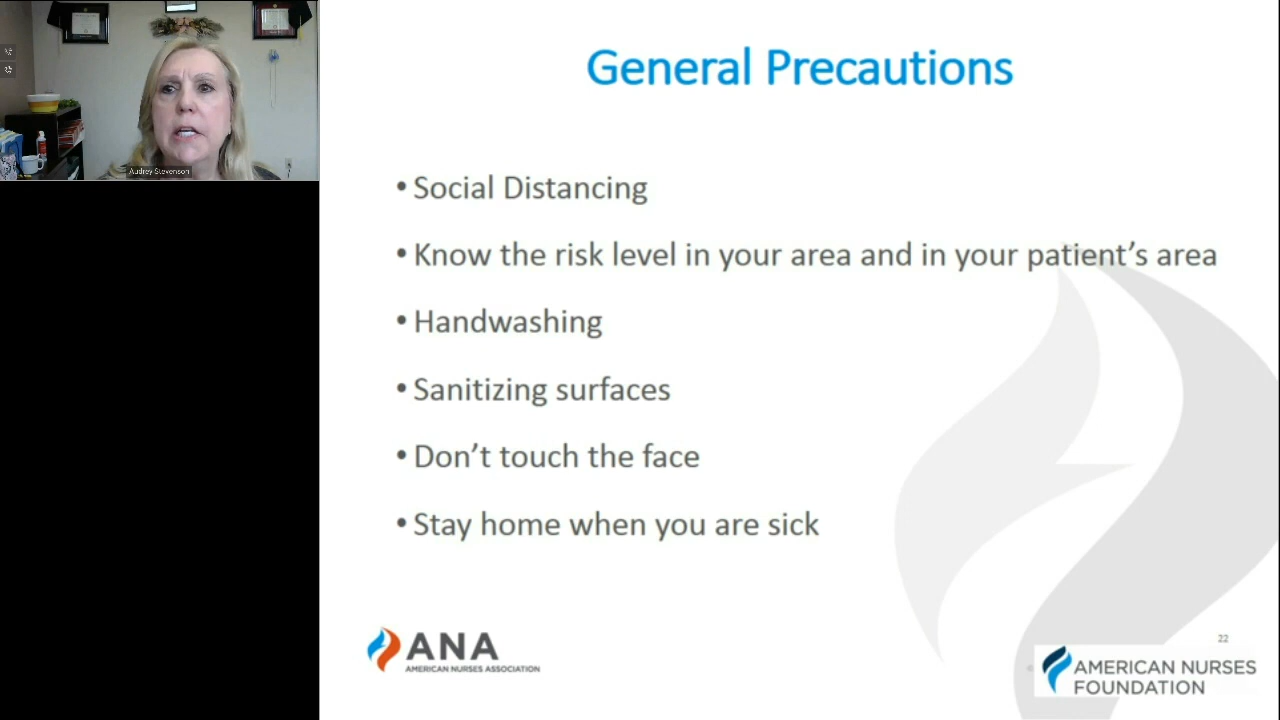 Audrey Stevenson
General Precautions
• Social Distancing
• Know the risk level in your area and in your patient’s area
• Handwashing
• Sanitizing surfaces
• Don’t touch the face
• Stay home when you are sick
ANA
AMERICAN NURSES ASSOCIATION
22
AMERICAN NURSES
FOUNDATION